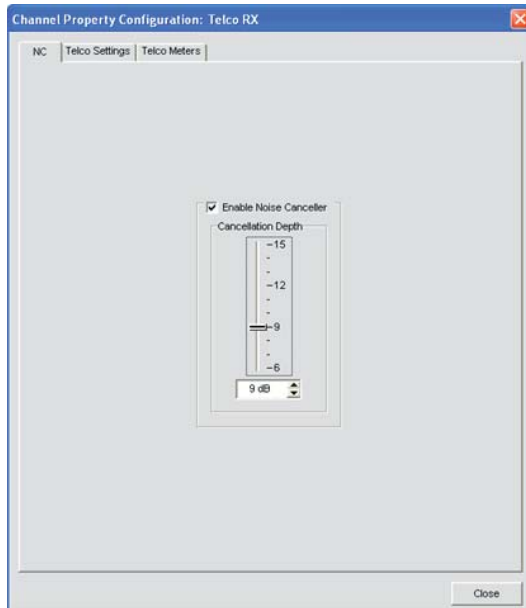 Channel Property Configuration: Telco RX
NC
Telco Settings
Telco Meters
Enable Noise Canceller
Cancellation Depth
-15
-12
-9
-6
9 dB
Close